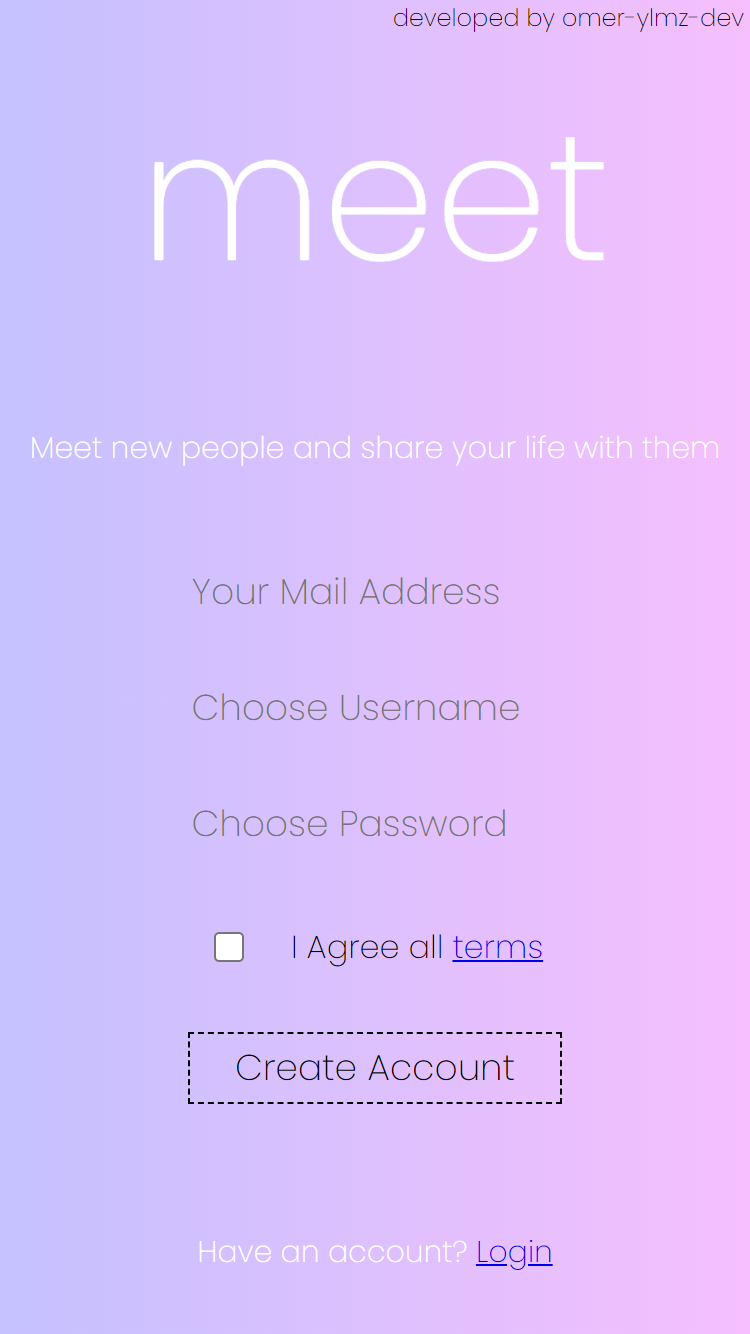 developed by omer-ylmz-dev
meet
Meet new people and share your life with them
Your Mail Address
Choose Username
Choose Password
I Agree all terms
Create Account
Have an account? Login